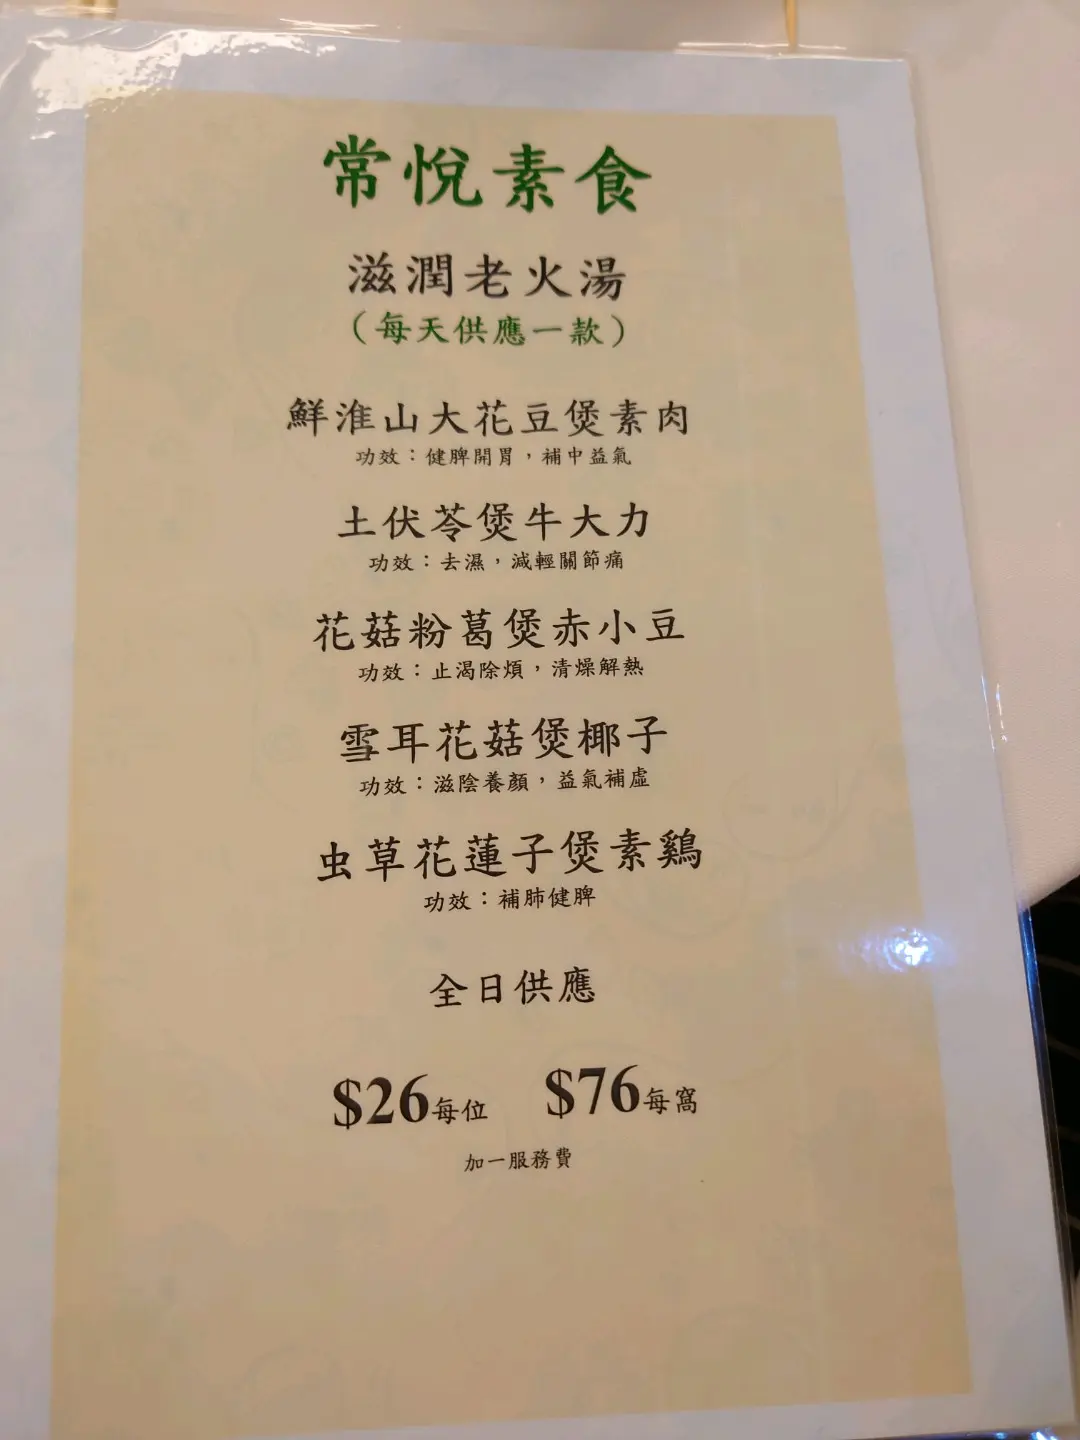 常悅素食
滋潤老火湯
（每天供應一款）
鮮淮山大花豆煲素肉
功效：健脾開胃，補中益氣
土伏苓煲牛大力
功效：去濕，減輕關節痛
花菇粉葛煲赤小豆
功效：止渴除煩，清燥解熱
雪耳花菇煲椰子
功效：滋陰養顏，益氣補虛
虫草花蓮子煲素鷄
功效：補肺健脾
全日供應
$26每位 $76每窩
加一服務費